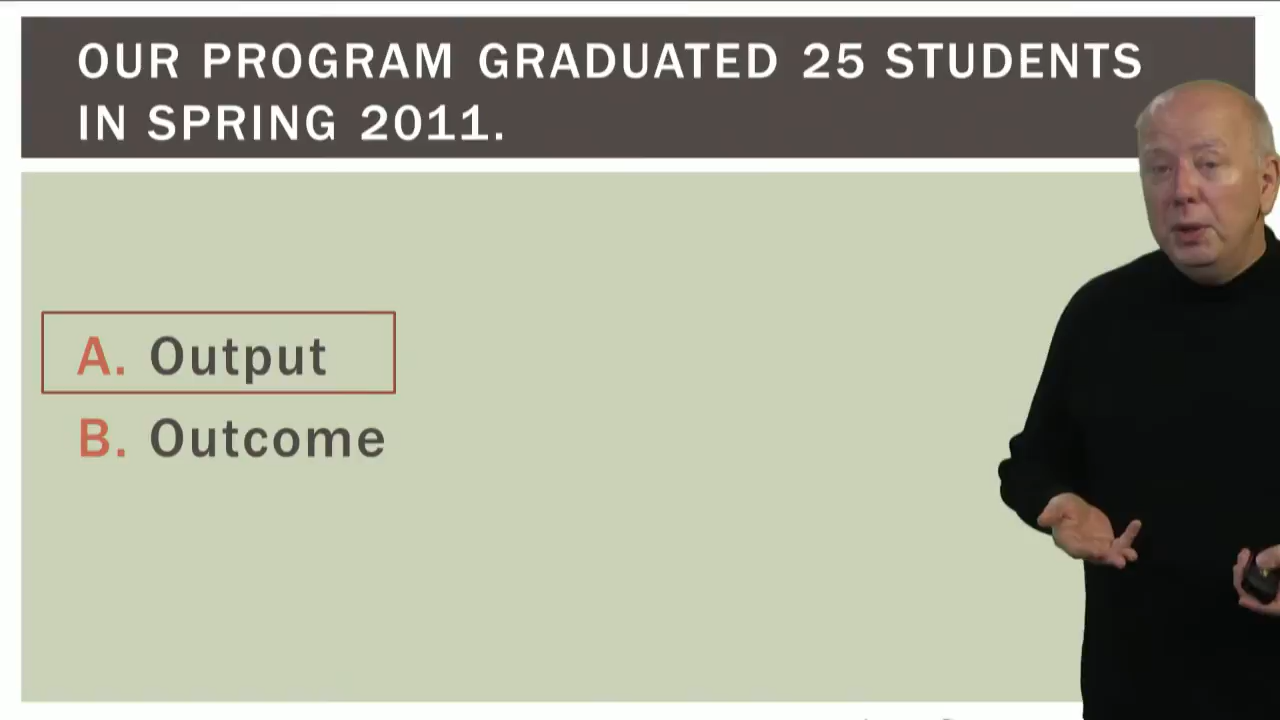 OUR PROGRAM GRADUATED 25 STUDENTS
IN SPRING 2011.
A. Output
B. Outcome